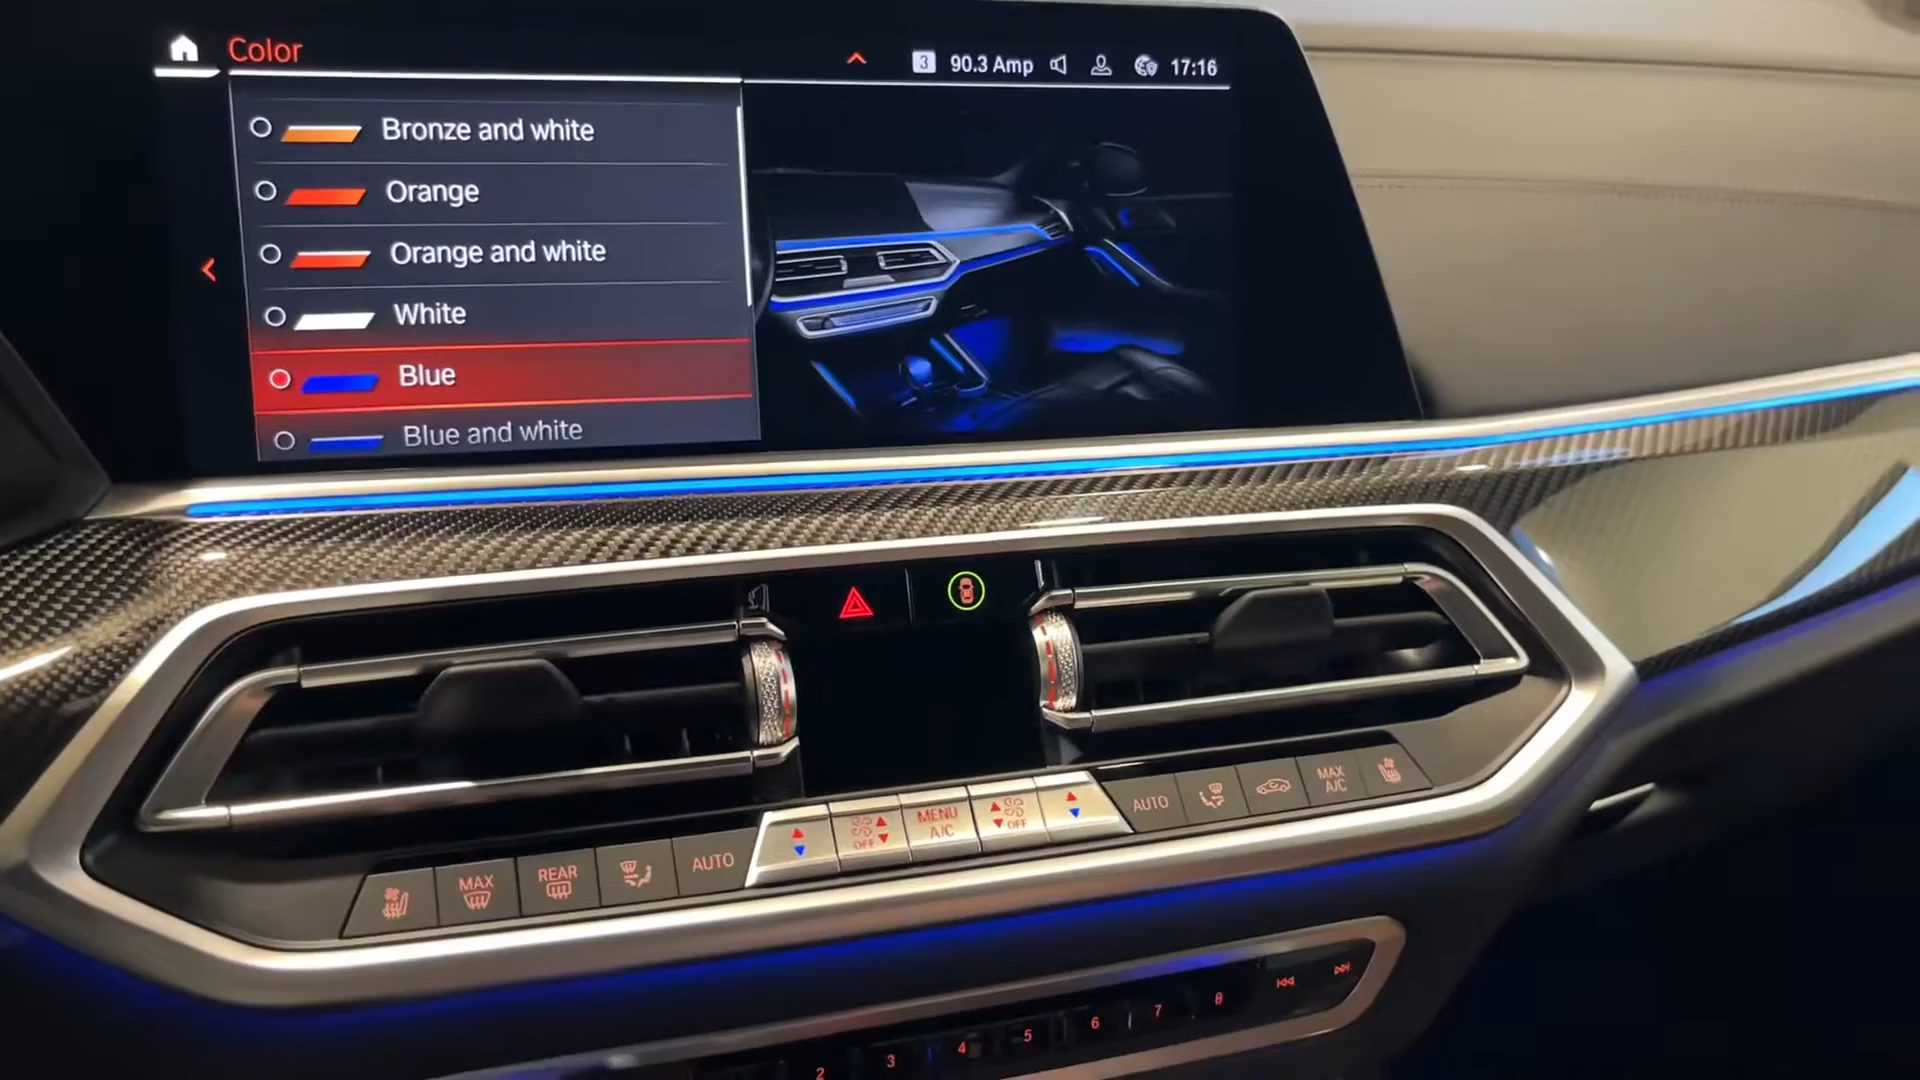 Color
3 90.3 Amp 17:16
Bronze and white
Orange
Orange and white
White
Blue
Blue and white
MAX
REAR
AUTO
OFF
MENU
A/C
OFF
AUTO
MAX
A/C
2 3 4 5 6 7 8